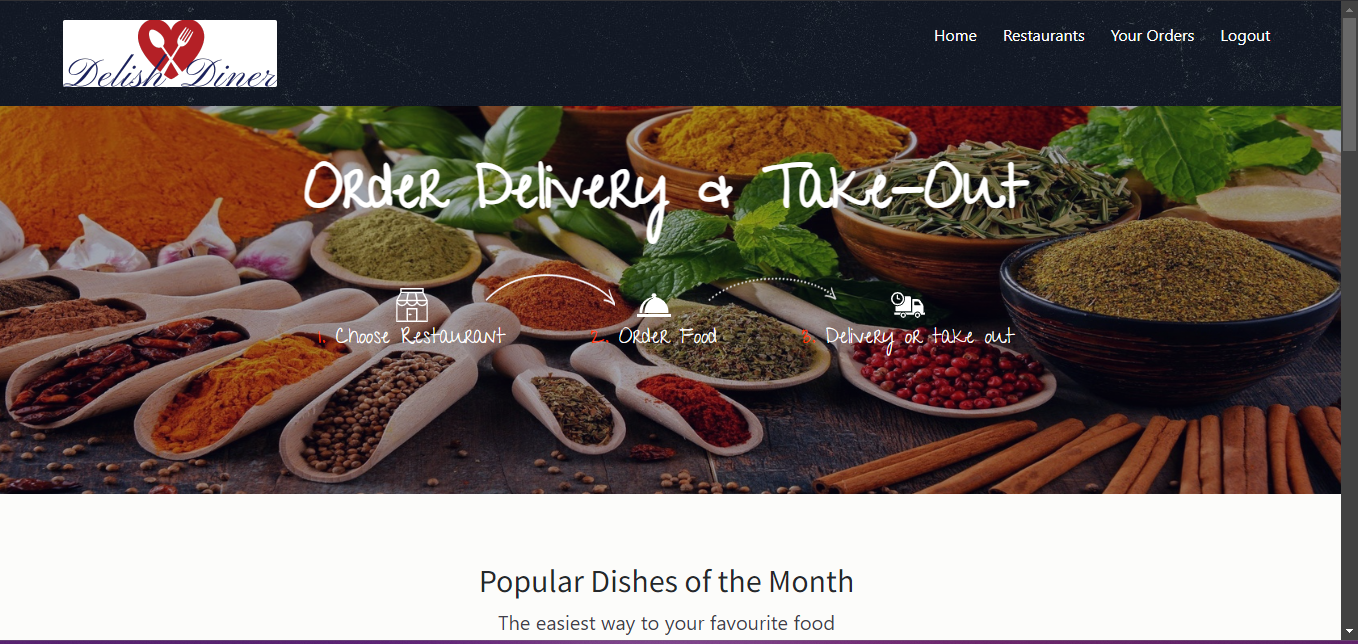 Delish Diner
Home Restaurants Your Orders Logout
Order Delivery & Take-Out
1. Choose Restaurant 2. Order Food 3. Delivery or take out
Popular Dishes of the Month
The easiest way to your favourite food